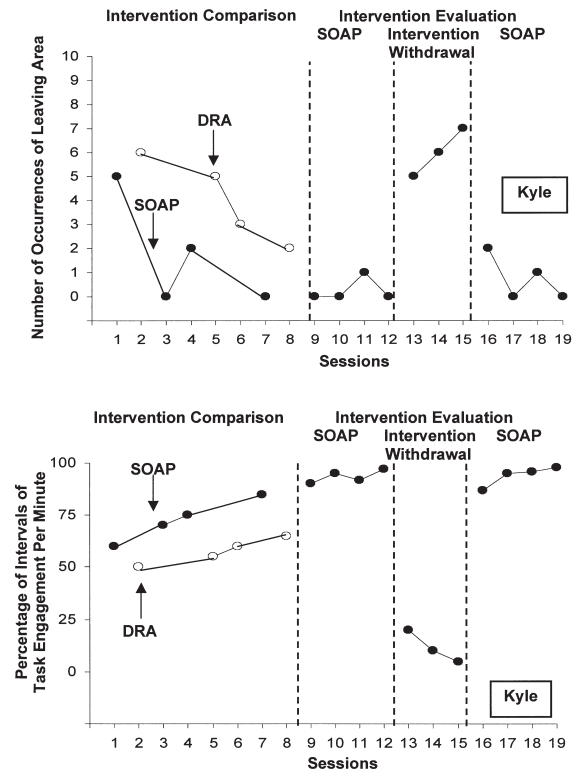 Intervention Comparison
Intervention Evaluation
SOAP Intervention SOAP
Withdrawal
Number of Occurrences of Leaving Area
10
9
8
7
6
5
4
3
2
1
0
DRA
SOAP
Kyle
1 2 3 4 5 6 7 8 9 10 11 12 13 14 15 16 17 18 19
Sessions
Intervention Comparison
Intervention Evaluation
SOAP Intervention SOAP
Withdrawal
Percentage of Intervals of
Task Engagement Per Minute
100
75
50
25
0
SOAP
DRA
Kyle
1 2 3 4 5 6 7 8 9 10 11 12 13 14 15 16 17 18 19
Sessions